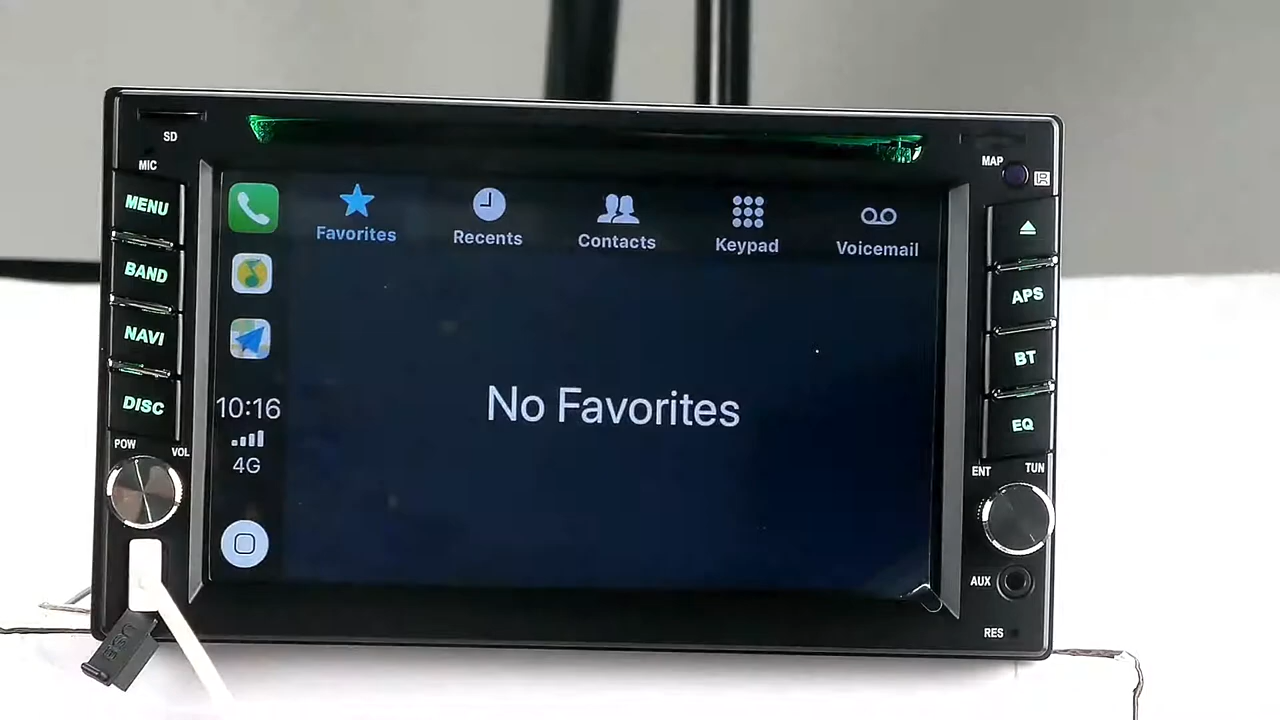 SD
MIC
MENU
BAND
NAVI
DISC
POW
VOL
USB
Favorites
Recents
Contacts
Keypad
Voicemail
10:16
4G
No Favorites
MAP
APS
BT
EQ
ENT
TUN
AUX
RES